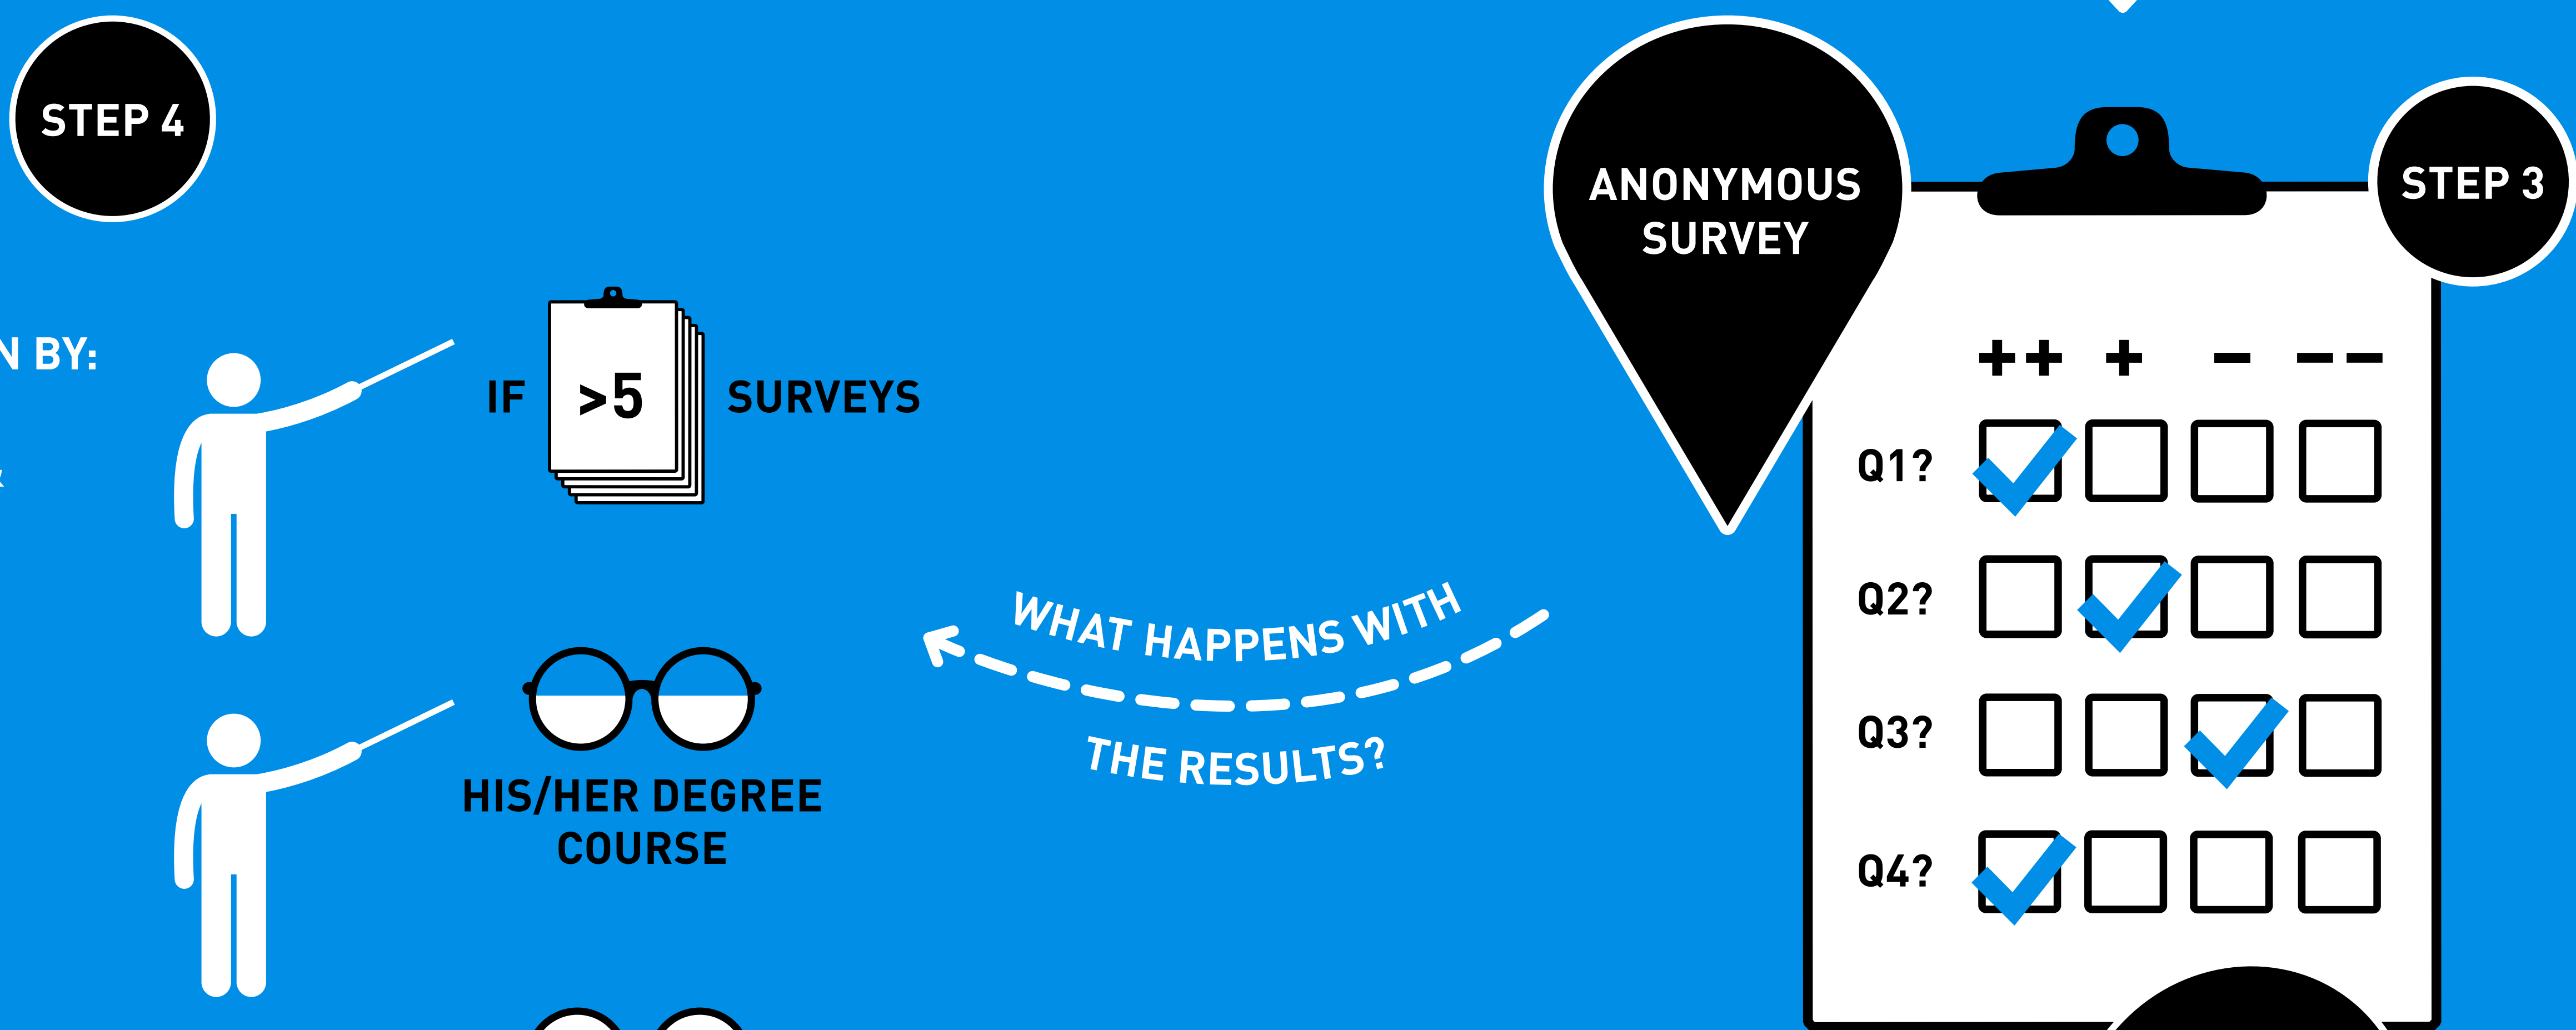 STEP 4
N BY:
&
IF >5 SURVEYS
HIS/HER DEGREE
COURSE
WHAT HAPPENS WITH
THE RESULTS?
ANONYMOUS
SURVEY
STEP 3
++ + - --
Q1?
Q2?
Q3?
Q4?